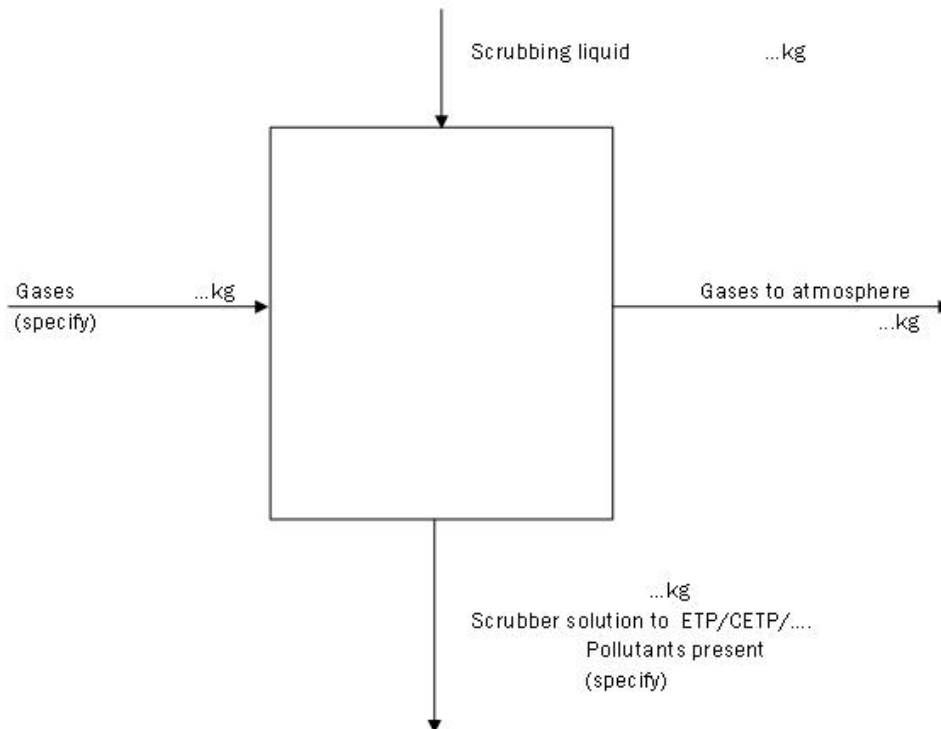 Scrubbing liquid ...kg
Gases ...kg
(specify)
Gases to atmosphere
...kg
...kg
Scrubber solution to ETP/CETP/....
Pollutants present
(specify)